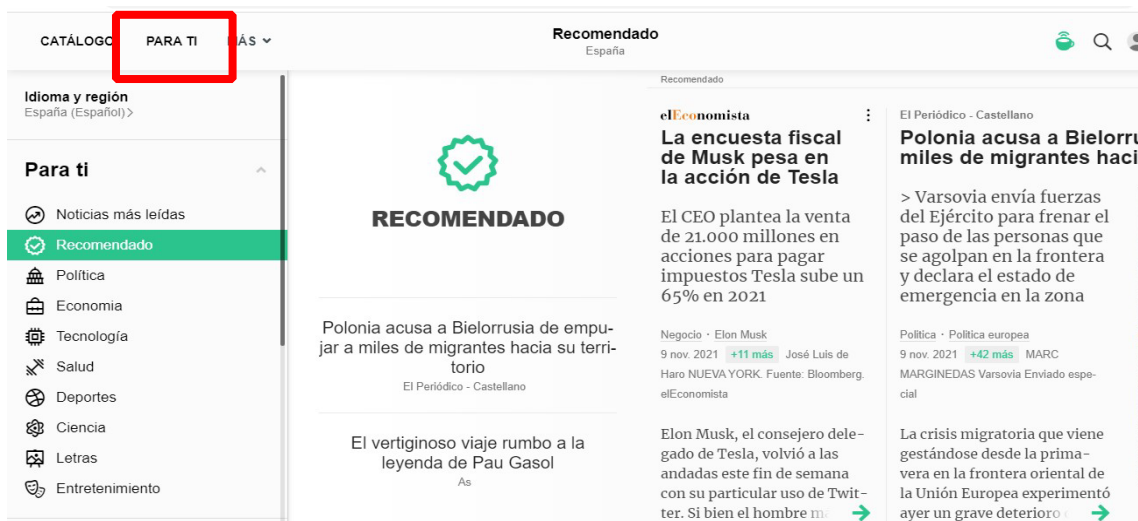 CATÁLOGO PARA TI MÁS
Recomendado
España
Idioma y región
España (Español)>
Para ti
Noticias más leídas
Recomendado
Política
Economia
Tecnología
Salud
Deportes
Ciencia
Letras
Entretenimiento
RECOMENDADO
Polonia acusa a Bielorrusia de empu-
jar a miles de migrantes hacia su terri-
torio
El Periódico - Castellano
El vertiginoso viaje rumbo a la
leyenda de Pau Gasol
As
Recomendado
elEconomista
La encuesta fiscal
de Musk pesa en
la acción de Tesla
El CEO plantea la venta
de 21.000 millones en
acciones para pagar
impuestos Tesla sube un
65% en 2021
Negocio · Elon Musk
9 nov. 2021 +11 más José Luis de
Haro NUEVA YORK. Fuente: Bloomberg.
elEconomista
Elon Musk, el consejero dele-
gado de Tesla, volvió a las
andadas este fin de semana
con su particular uso de Twit-
ter. Si bien el hombre
El Periódico - Castellano
Polonia acusa a Bielorru
miles de migrantes haci
> Varsovia envía fuerzas
del Ejército para frenar el
paso de las personas que
se agolpan en la frontera
y declara el estado de
emergencia en la zona
Política · Política europea
9 nov. 2021 +42 más MARC
MARGINEDAS Varsovia Enviado espe-
cial
La crisis migratoria que viene
gestándose desde la prima-
vera en la frontera oriental de
la Unión Europea experimentó
ayer un grave deterioro